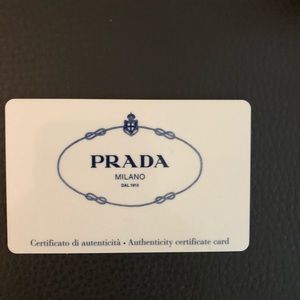 PRADA
MILANO
DAL 1913
Certificato di autenticità • Authenticity certificate card